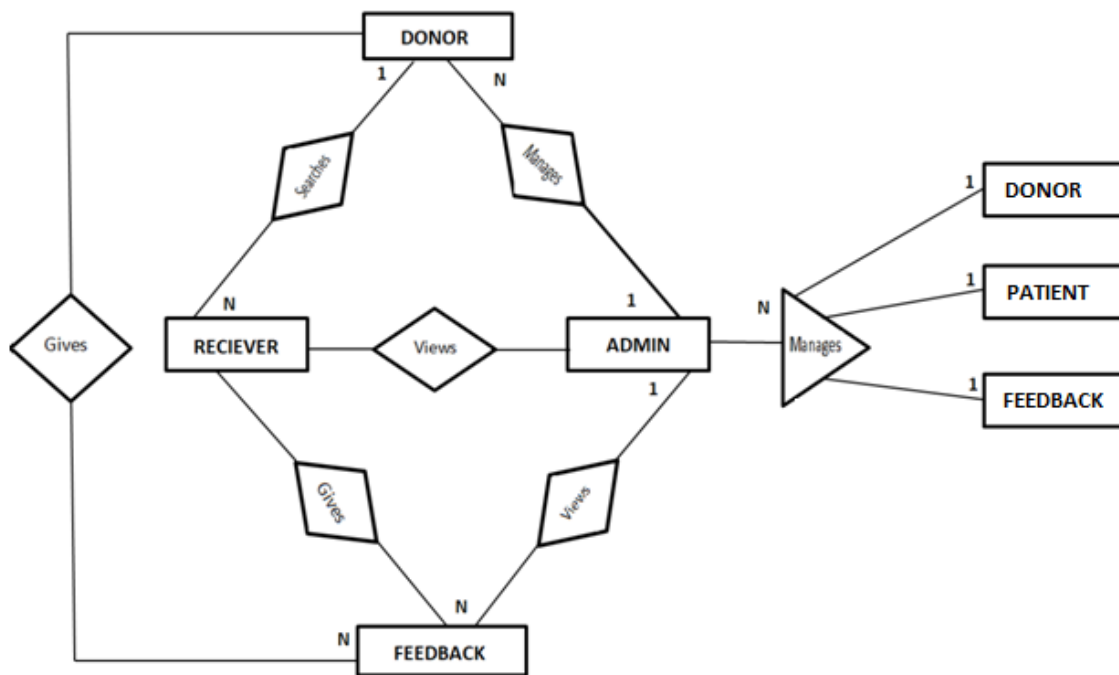 DONOR
1
N
Searches
Manages
1
DONOR
N
1
N
1
PATIENT
Gives
RECIEVER
Views
ADMIN
Manages
1
1
FEEDBACK
Gives
Views
N
N
FEEDBACK